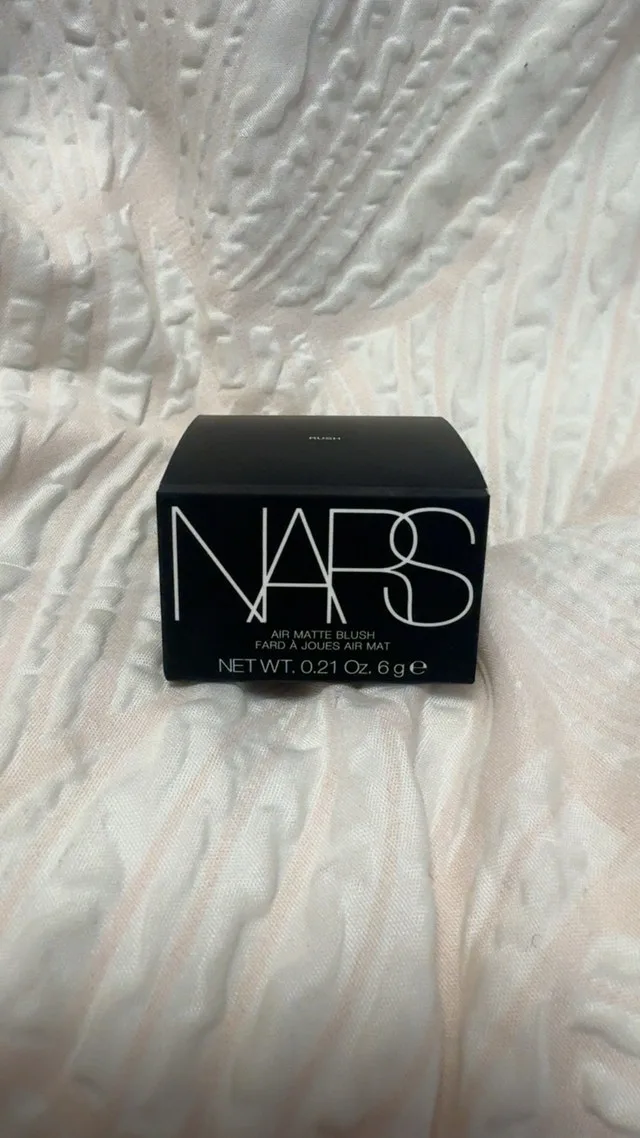 RUSH
NARS
AIR MATTE BLUSH
FARD À JOUES AIR MAT
NET WT. 0.21 Oz. 6 g ℮